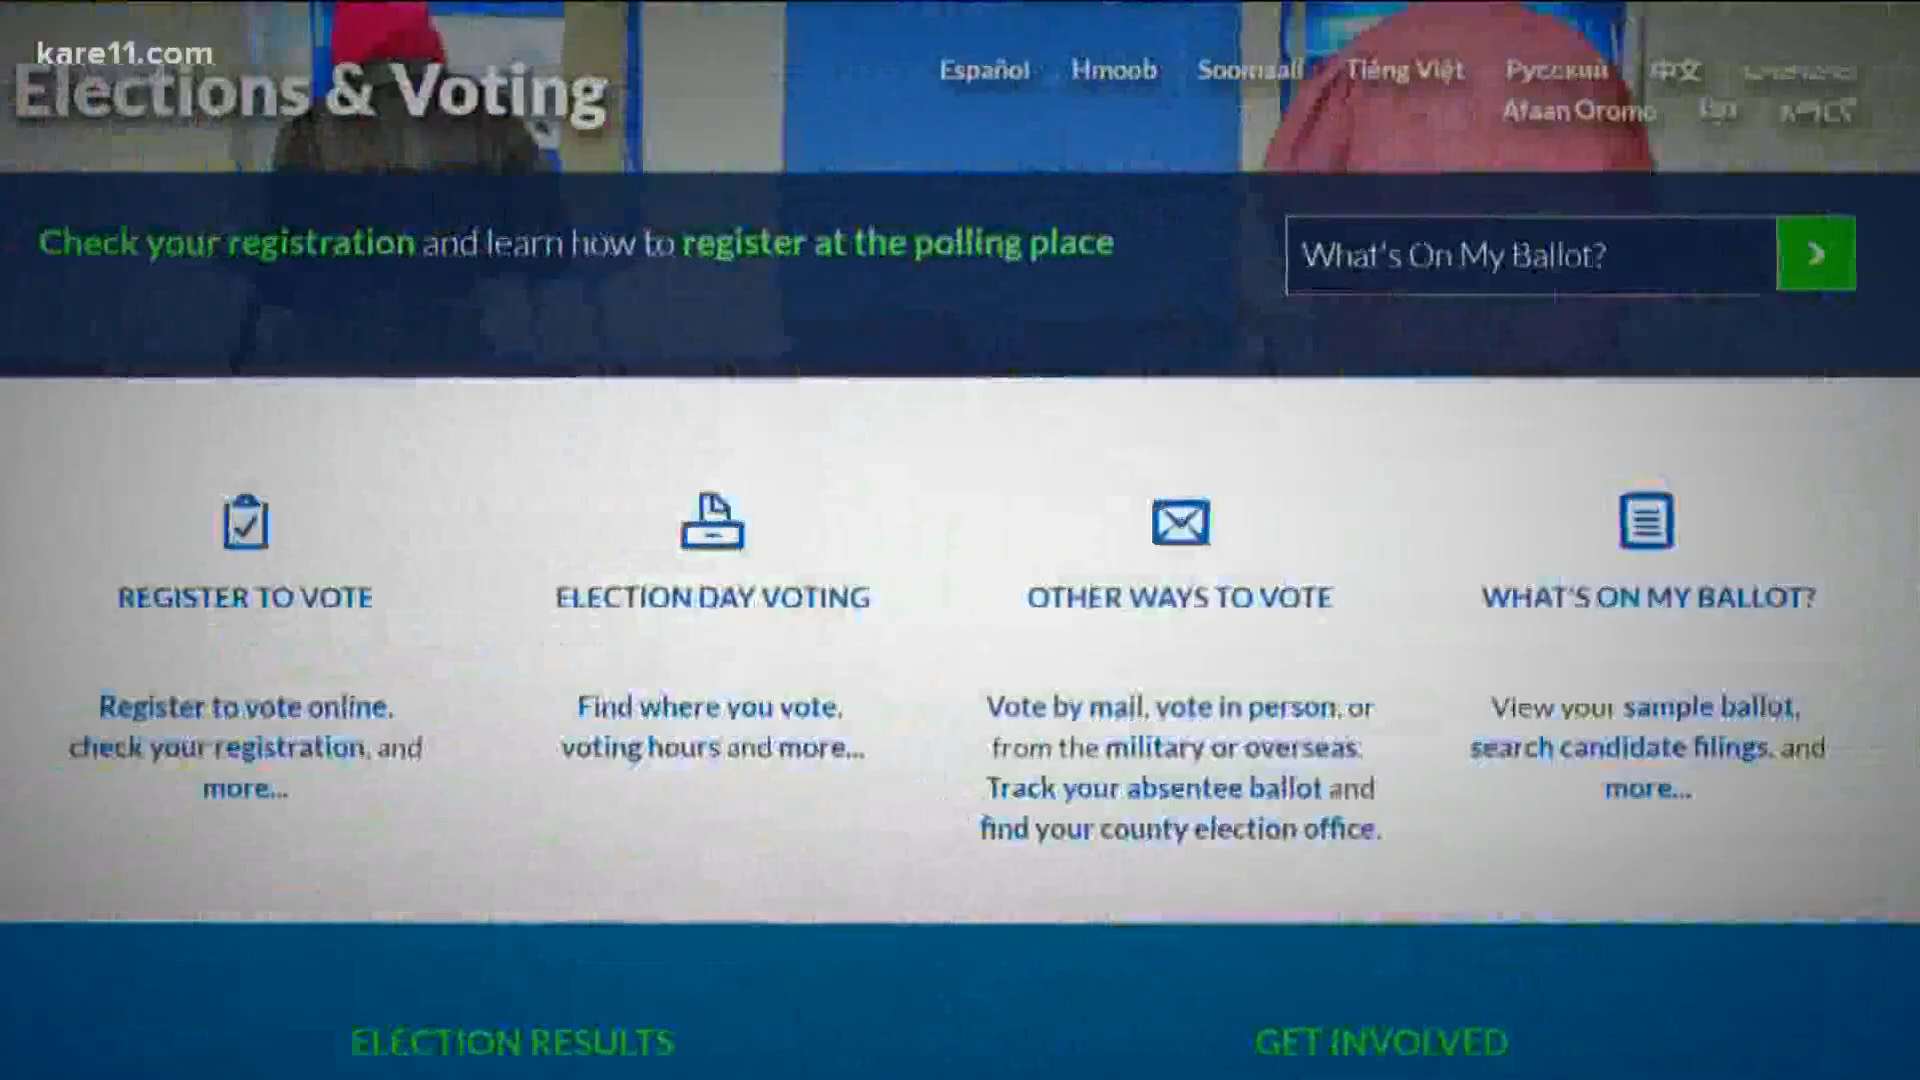 kare11.com
Elections & Voting
Español Hmoob Soomaali Tiếng Việt Русский 中文
Afaan Oromo አማርኛ
Check your registration and learn how to register at the polling place
What's On My Ballot?
REGISTER TO VOTE
Register to vote online,
check your registration, and
more...
ELECTION DAY VOTING
Find where you vote,
voting hours and more...
OTHER WAYS TO VOTE
Vote by mail, vote in person, or
from the military or overseas.
Track your absentee ballot and
find your county election office.
WHAT'S ON MY BALLOT?
View your sample ballot,
search candidate filings, and
more...
ELECTION RESULTS
GET INVOLVED